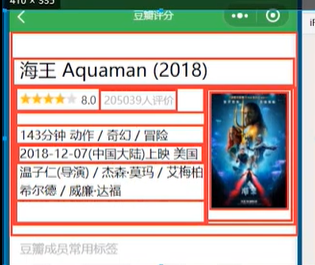 410 × 335
豆瓣评分
海王 Aquaman (2018)
8.0 205039人评价
143分钟 动作 / 奇幻 / 冒险
2018-12-07(中国大陆)上映 美国
温子仁(导演) / 杰森·莫玛 / 艾梅柏
希尔德 / 威廉·达福
豆瓣成员常用标签